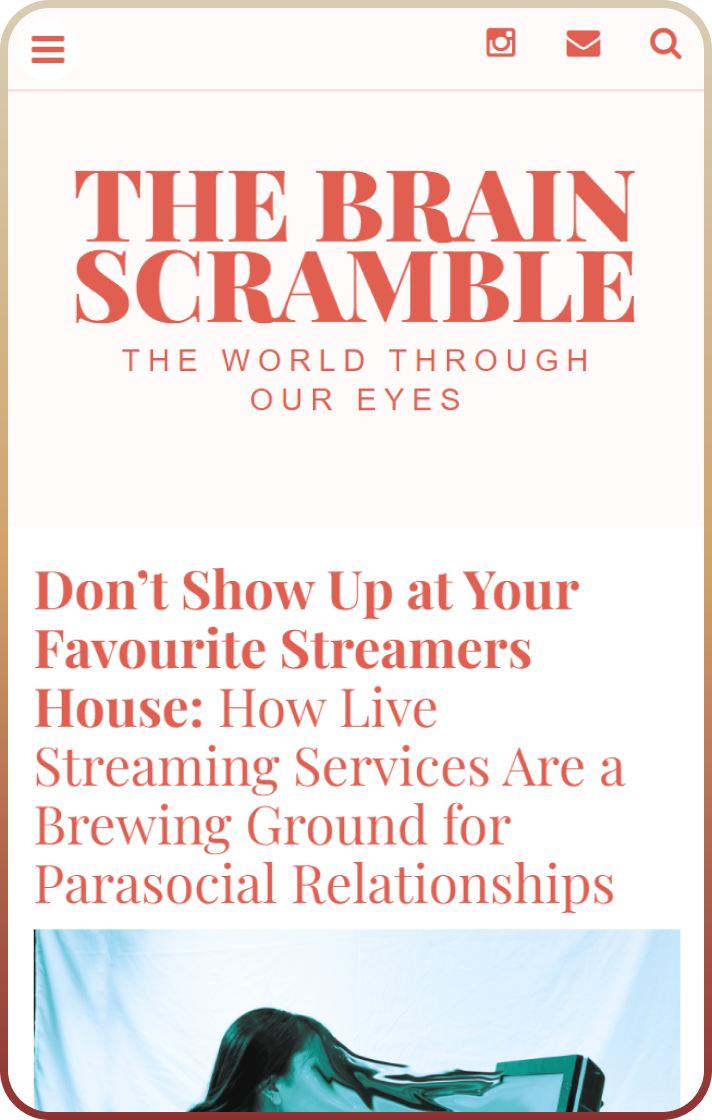 THE BRAIN
SCRAMBLE
THE WORLD THROUGH
OUR EYES
Don’t Show Up at Your
Favourite Streamers
House: How Live
Streaming Services Are a
Brewing Ground for
Parasocial Relationships